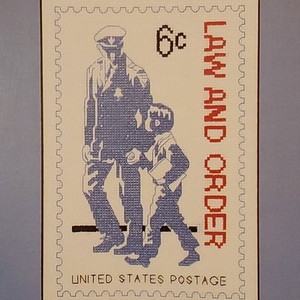 6c
LAW AND ORDER
UNITED STATES POSTAGE